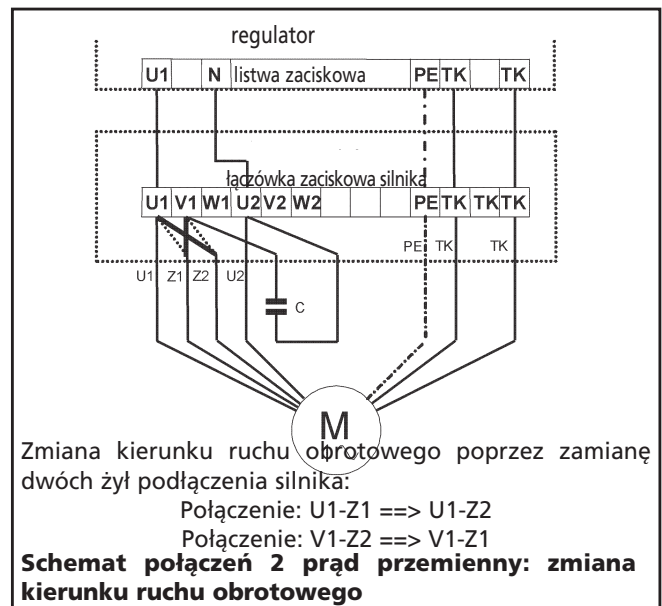 regulator
U1 N listwa zaciskowa PE TK TK
łączówka zaciskowa silnika
U1 V1 W1 U2 V2 W2 PE TK TK TK
PE TK TK
U1 Z1 Z2 U2
C
M
Zmiana kierunku ruchu obrotowego poprzez zamianę
dwóch żył podłączenia silnika:
Połączenie: U1-Z1 ==> U1-Z2
Połączenie: V1-Z2 ==> V1-Z1
Schemat połączeń 2 prąd przemienny: zmiana
kierunku ruchu obrotowego